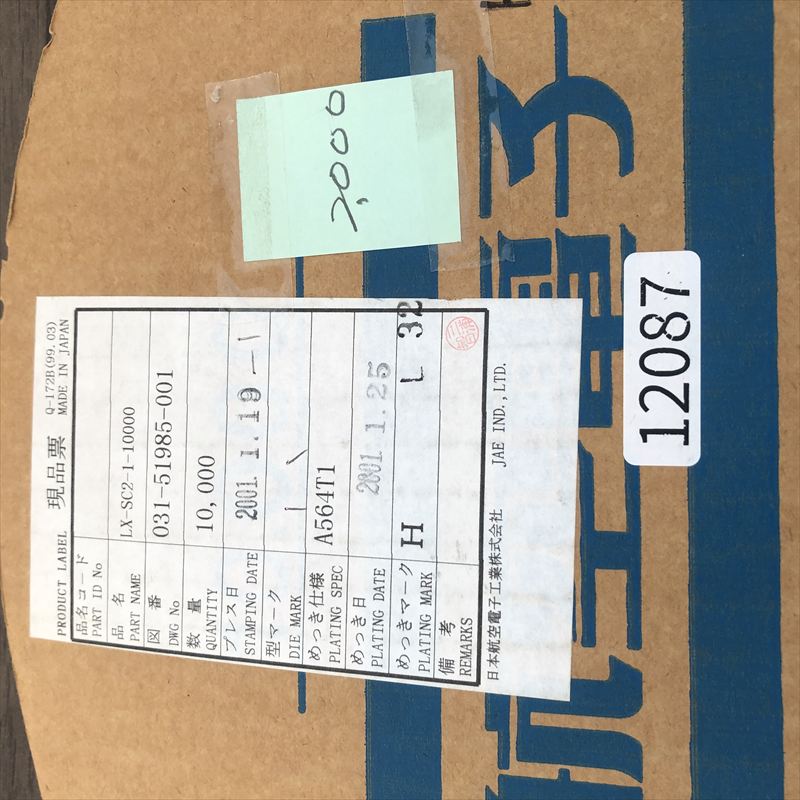 PRODUCT LABEL 現品票 Q-172B(99.03)
MADE IN JAPAN
品名コード
PART ID No
品 名
PART NAME
LX-SC2-1-10000
図 番
DWG No
031-51985-001
数 量
QUANTITY
10,000
プレス日
STAMPING DATE
2001.1.19-1
型マーク
DIE MARK
めっき仕様
PLATING SPEC
A564T1
めっき日
PLATING DATE
2001.1.25
めっきマーク
PLATING MARK
H
L 32
備 考
REMARKS
日本航空電子工業株式会社 JAE IND.,LTD.
12087
航空電子